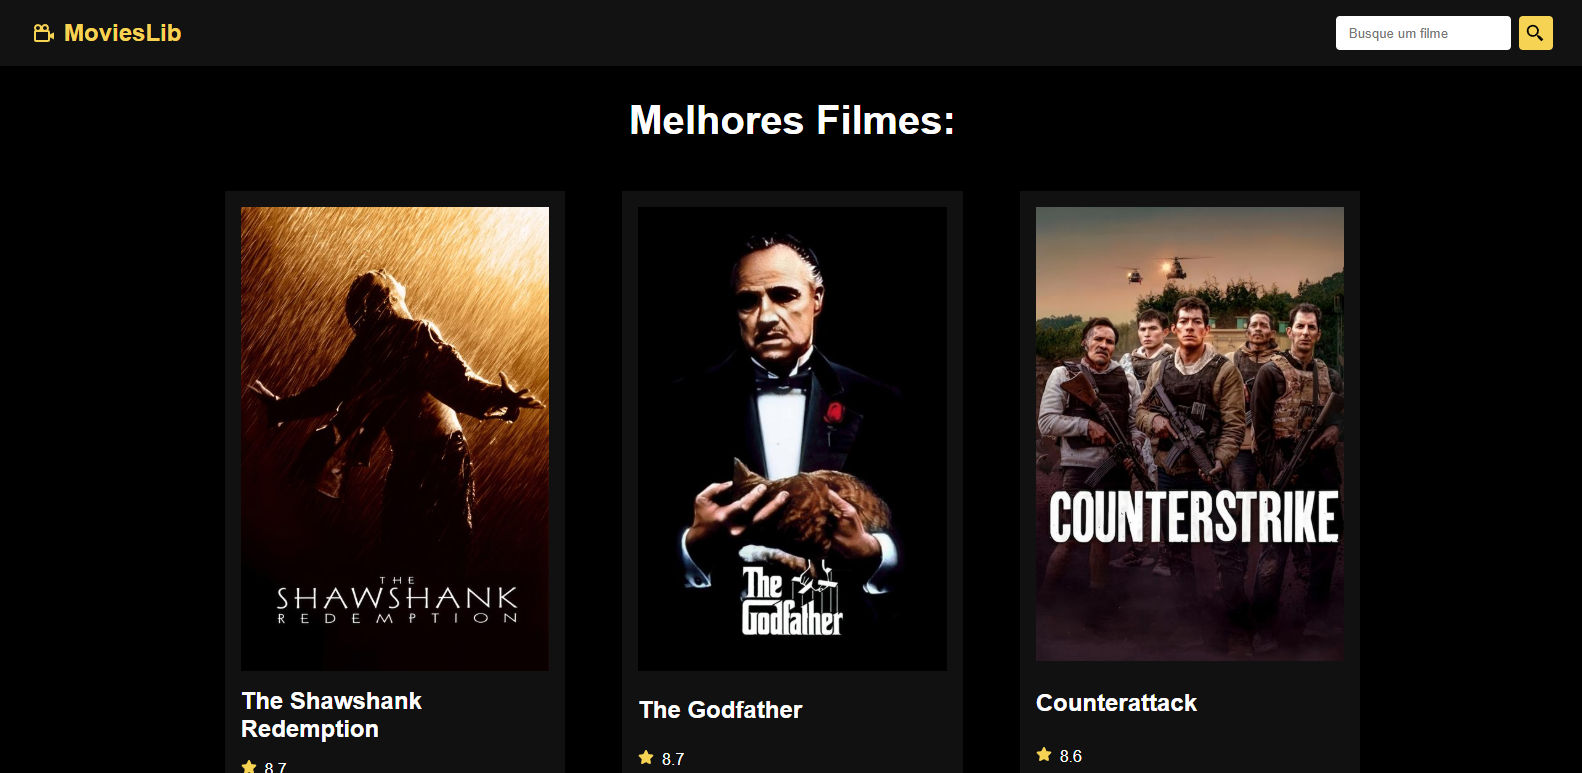 MoviesLib
Busque um filme
Melhores Filmes:
THE
SHAWSHANK
REDEMPTION
The
Godfather
COUNTERSTRIKE
The Shawshank
Redemption
8.7
The Godfather
8.7
Counterattack
8.6